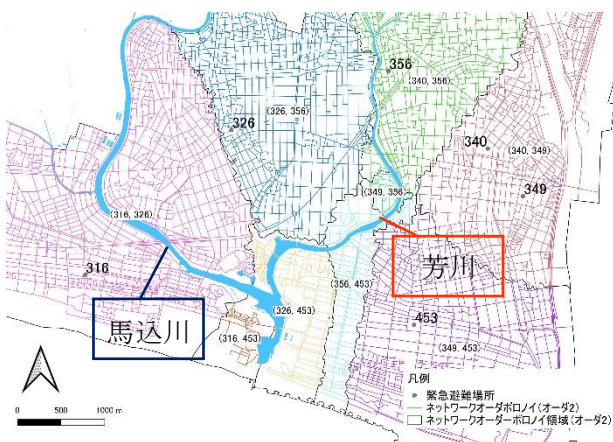 356
(340, 356)
326
(326, 356)
340
(340, 349)
349
(349, 356)
(316, 326)
316
芳川
(356, 453)
馬込川
(326, 453)
453
(316, 453)
(349, 453)
凡例
緊急避難場所
ネットワークオーダボロノイ(オーダ2)
ネットワークオーダーボロノイ領域(オーダ2)
0 500 1000 m